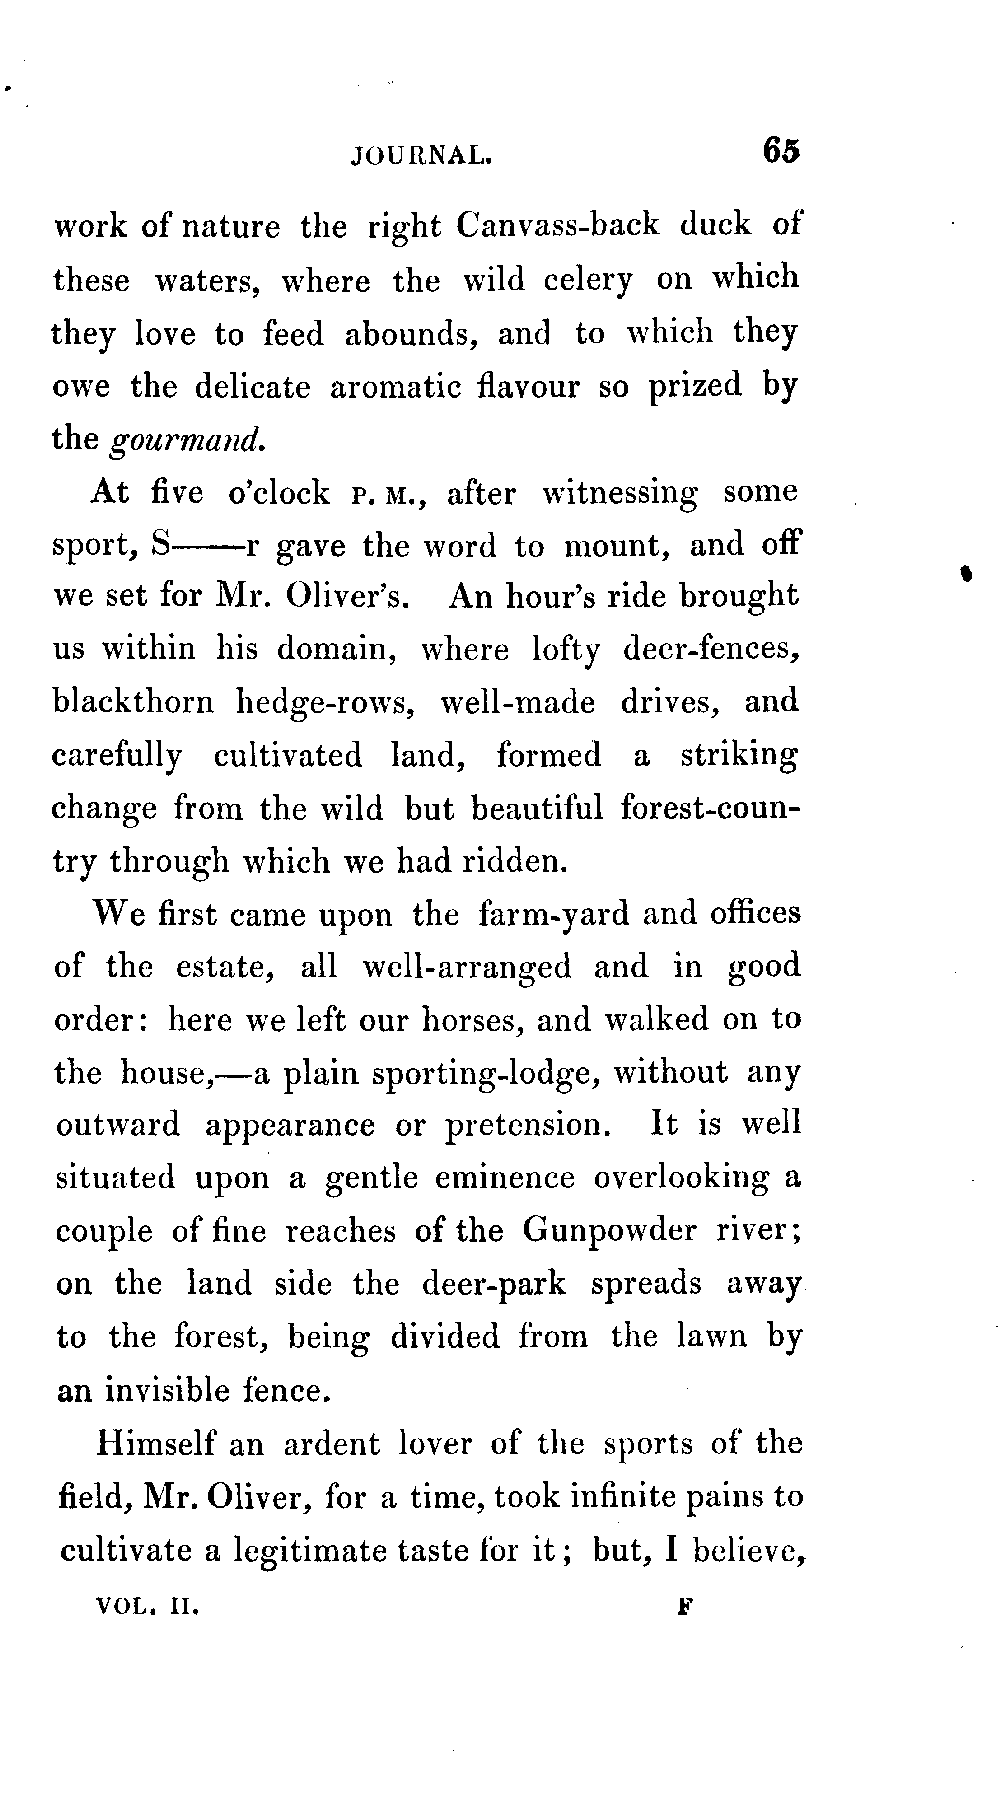 JOURNAL. 65
work of nature the right Canvass-back duck of
these waters, where the wild celery on which
they love to feed abounds, and to which they
owe the delicate aromatic flavour so prized by
the gourmand.
At five o'clock P. M., after witnessing some
sport, S——r gave the word to mount, and off
we set for Mr. Oliver's. An hour's ride brought
us within his domain, where lofty deer-fences,
blackthorn hedge-rows, well-made drives, and
carefully cultivated land, formed a striking
change from the wild but beautiful forest-coun-
try through which we had ridden.
We first came upon the farm-yard and offices
of the estate, all well-arranged and in good
order: here we left our horses, and walked on to
the house,—a plain sporting-lodge, without any
outward appearance or pretension. It is well
situated upon a gentle eminence overlooking a
couple of fine reaches of the Gunpowder river;
on the land side the deer-park spreads away
to the forest, being divided from the lawn by
an invisible fence.
Himself an ardent lover of the sports of the
field, Mr. Oliver, for a time, took infinite pains to
cultivate a legitimate taste for it; but, I believe,
VOL. II. F